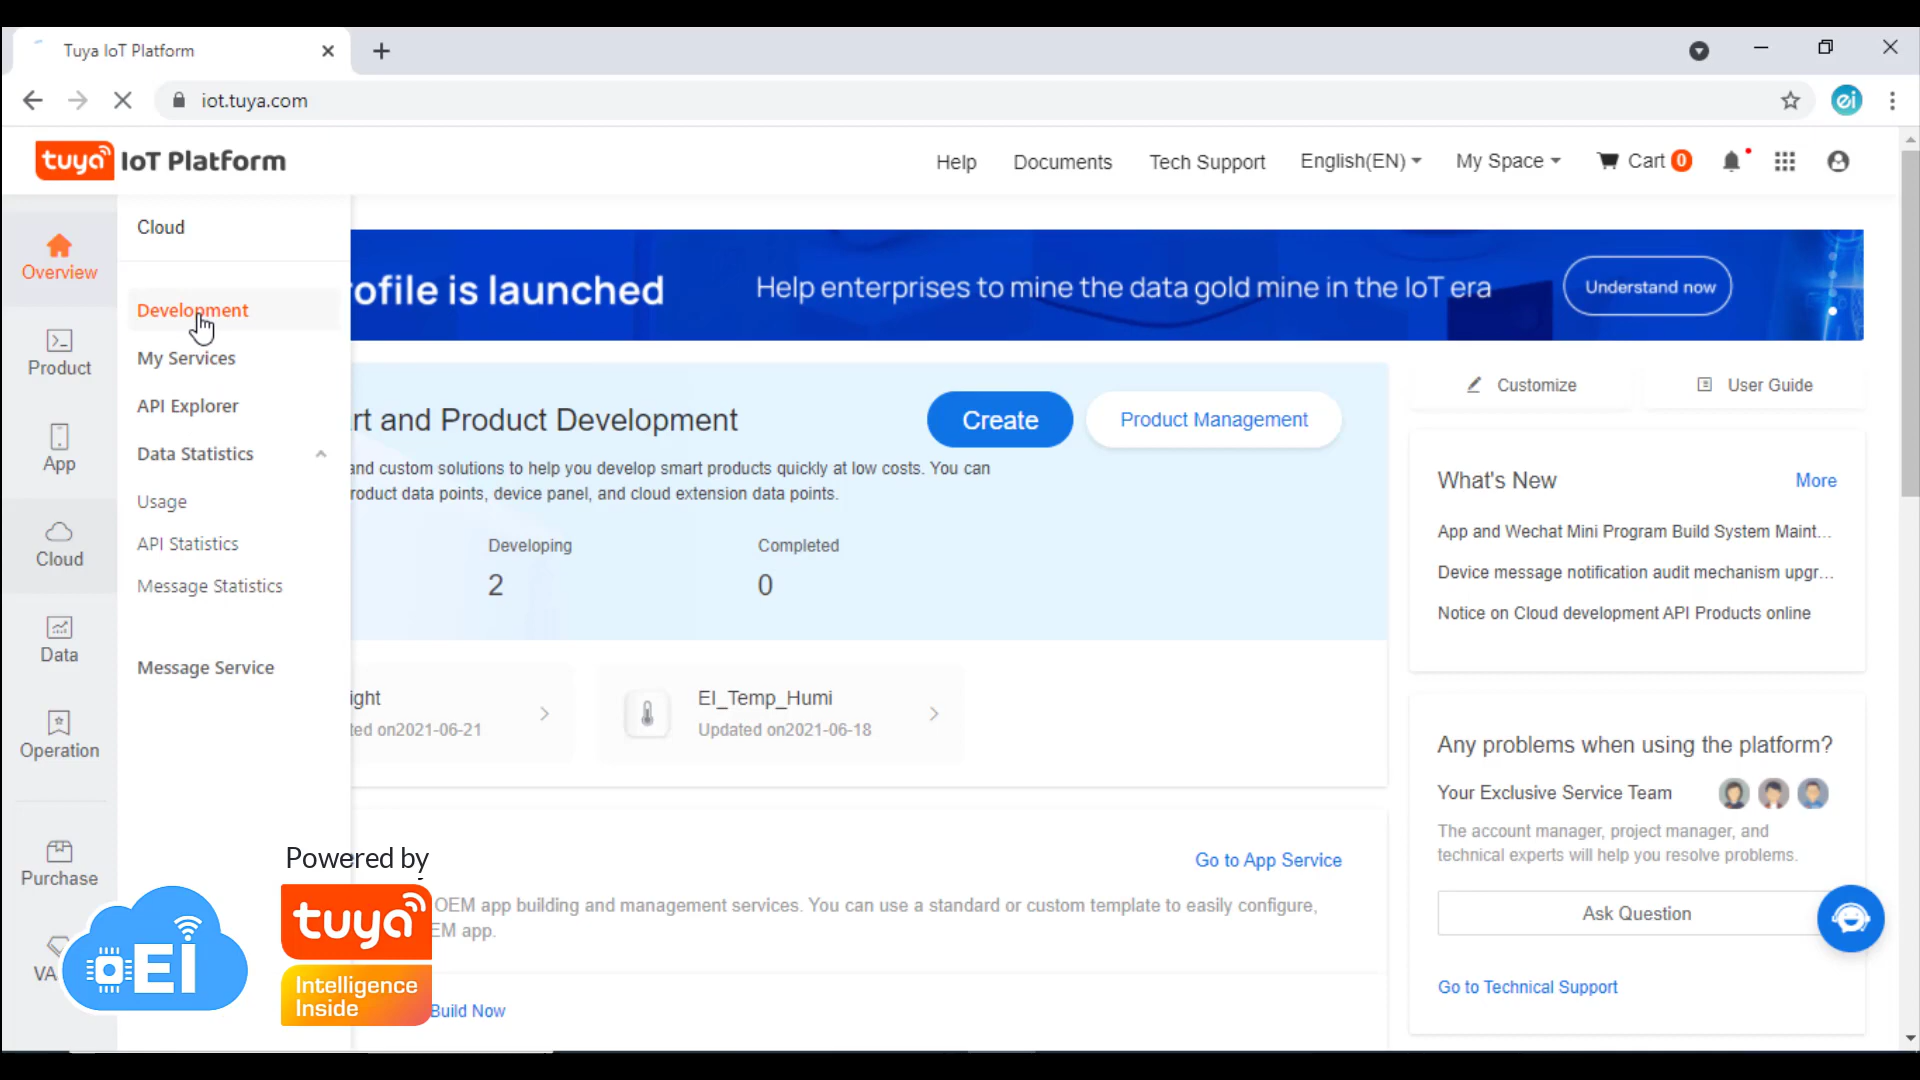 Tuya IoT Platform
iot.tuya.com
ei
tuya IoT Platform
Help
Documents
Tech Support
English(EN)
My Space
Cart 0
Overview
Product
App
Cloud
Data
Operation
Purchase
VA
Cloud
Development
My Services
API Explorer
Data Statistics
Usage
API Statistics
Message Statistics
Message Service
ofile is launched
Help enterprises to mine the data gold mine in the IoT era
Understand now
rt and Product Development
Create
Product Management
and custom solutions to help you develop smart products quickly at low costs. You can
roduct data points, device panel, and cloud extension data points.
Developing
2
Completed
0
ight
ted on2021-06-21
EI_Temp_Humi
Updated on2021-06-18
Go to App Service
OEM app building and management services. You can use a standard or custom template to easily configure,
EM app.
Build Now
Customize
User Guide
What's New
More
App and Wechat Mini Program Build System Maint...
Device message notification audit mechanism upgr...
Notice on Cloud development API Products online
Any problems when using the platform?
Your Exclusive Service Team
The account manager, project manager, and
technical experts will help you resolve problems.
Ask Question
Go to Technical Support
EI
Powered by
tuya
Intelligence
Inside